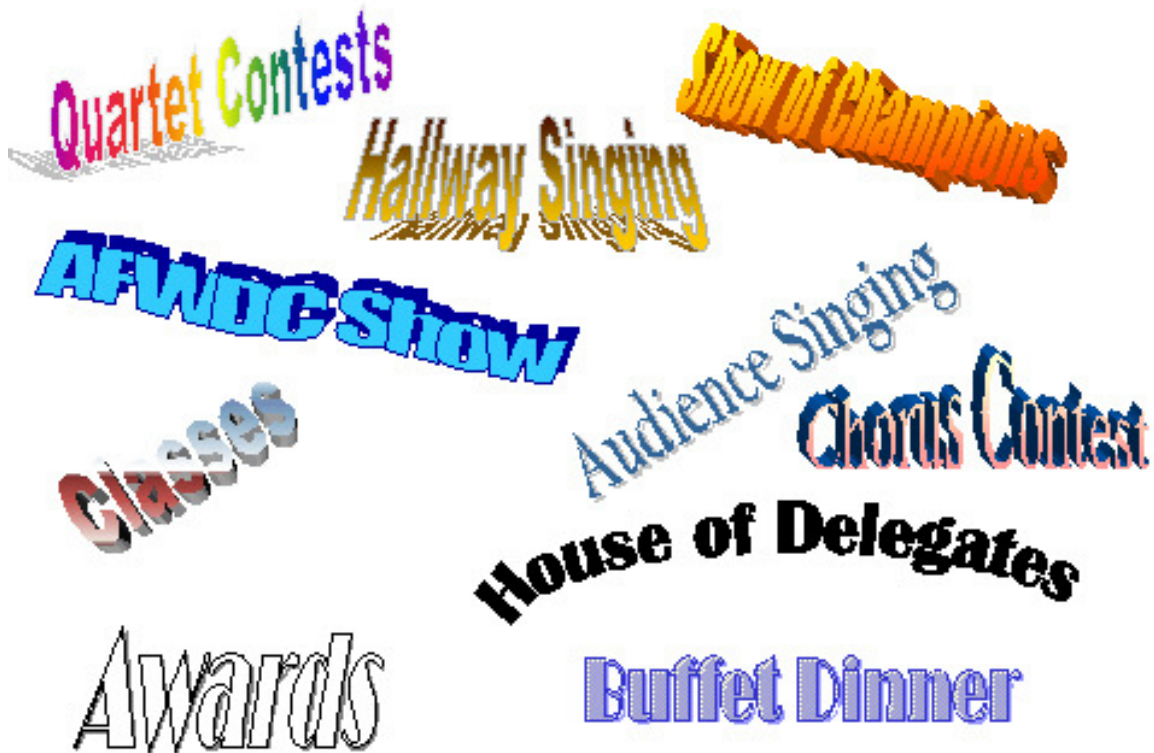 Quartet Contests
Show of Champions
Hallway Singing
AFWDC Show
Audience Singing
Chorus Contest
Classes
House of Delegates
Awards
Buffet Dinner